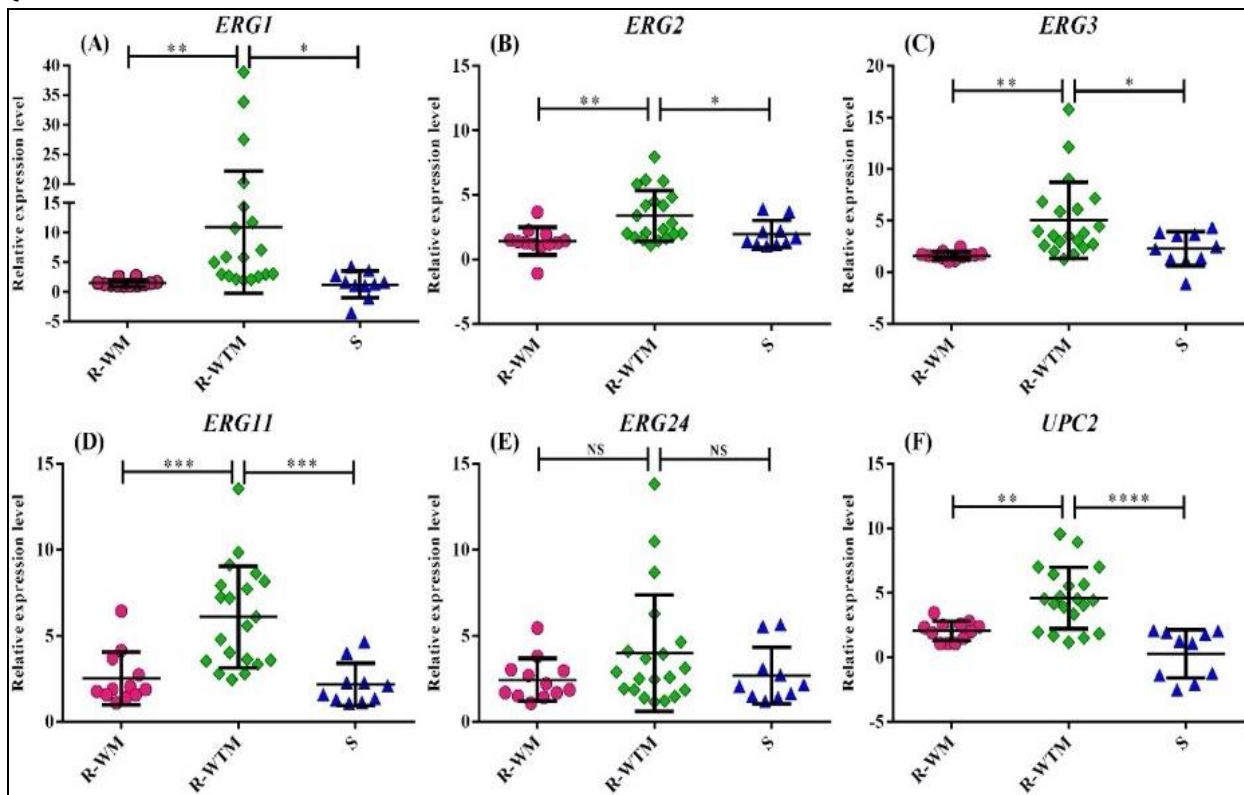 ERG1
(A)
** *
Relative expression level
40
35
30
25
20
15
10
5
0
-5
R-WM R-WTM S
ERG2
(B)
** *
Relative expression level
15
10
5
0
-5
R-WM R-WTM S
ERG3
(C)
** *
Relative expression level
20
15
10
5
0
-5
R-WM R-WTM S
ERG11
(D)
*** ***
Relative expression level
15
10
5
0
R-WM R-WTM S
ERG24
(E)
NS NS
Relative expression level
15
10
5
0
R-WM R-WTM S
UPC2
(F)
** ****
Relative expression level
15
10
5
0
-5
R-WM R-WTM S